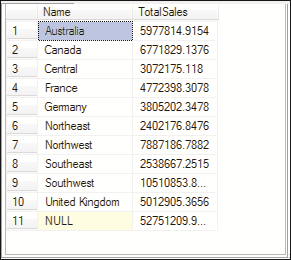 Name TotalSales
1 Australia 5977814.9154
2 Canada 6771829.1376
3 Central 3072175.118
4 France 4772398.3078
5 Germany 3805202.3478
6 Northeast 2402176.8476
7 Northwest 7887186.7882
8 Southeast 2538667.2515
9 Southwest 10510853.8...
10 United Kingdom 5012905.3656
11 NULL 52751209.9...